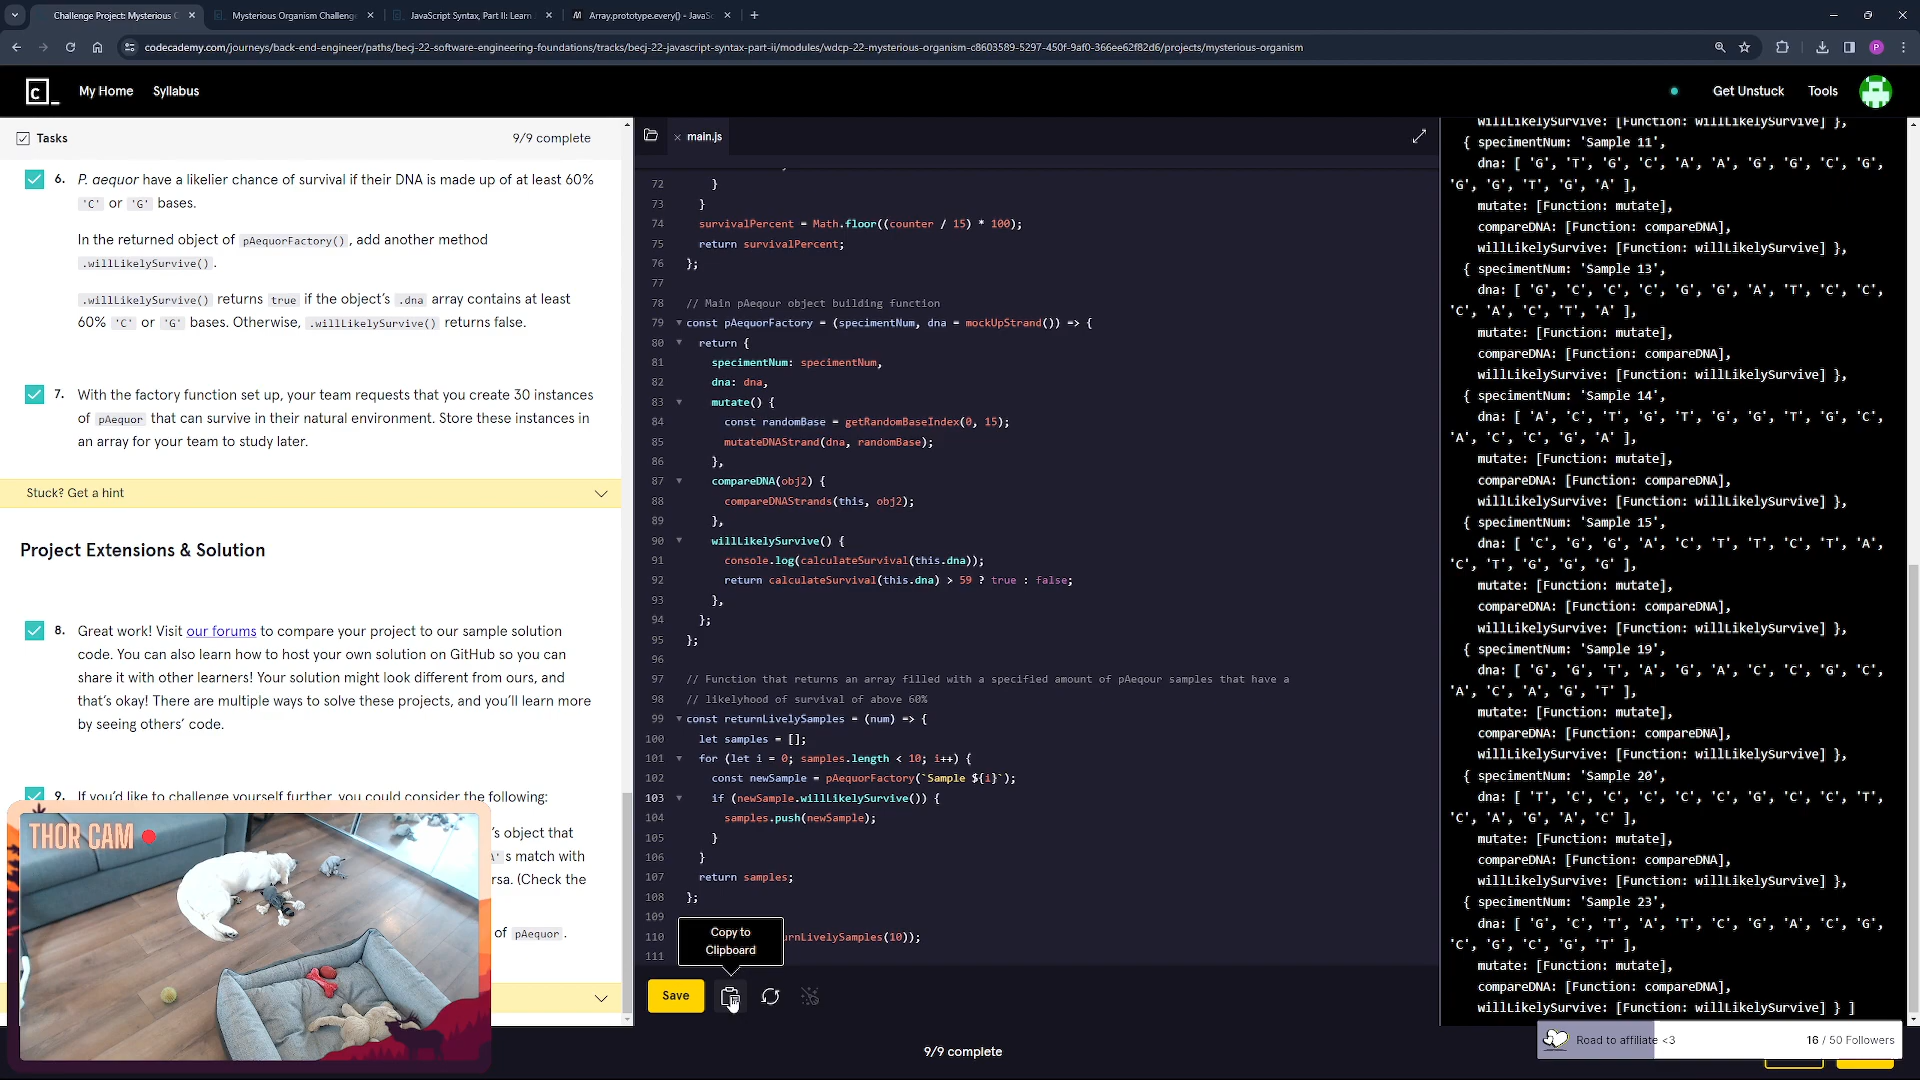 Challenge Project: Mysterious
Mysterious Organism Challeng
JavaScript Syntax, Part II: Learn
Array.prototype.every() - JavaSc
codecademy.com/journeys/back-end-engineer/paths/becj-22-software-engineering-foundations/tracks/becj-22-javascript-syntax-part-ii/modules/wdcp-22-mysterious-organism-c8603589-5297-450f-9af0-366ee62f82d6/projects/mysterious-organism
My Home
Syllabus
Get Unstuck
Tools
Tasks
9/9 complete
6. P. aequor have a likelier chance of survival if their DNA is made up of at least 60%
'C' or 'G' bases.
In the returned object of pAequorFactory(), add another method
.willLikelySurvive().
.willLikelySurvive() returns true if the object's .dna array contains at least
60% 'C' or 'G' bases. Otherwise, .willLikelySurvive() returns false.
7. With the factory function set up, your team requests that you create 30 instances
of pAequor that can survive in their natural environment. Store these instances in
an array for your team to study later.
Stuck? Get a hint
Project Extensions & Solution
8. Great work! Visit our forums to compare your project to our sample solution
code. You can also learn how to host your own solution on GitHub so you can
share it with other learners! Your solution might look different from ours, and
that's okay! There are multiple ways to solve these projects, and you'll learn more
by seeing others' code.
9. If you'd like to challenge yourself further, you could consider the following:
's object that
'A' s match with
rsa. (Check the
of pAequor.
THOR CAM
main.js
72 }
73 }
74 survivalPercent = Math.floor((counter / 15) * 100);
75 return survivalPercent;
76 };
77
78 // Main pAeqour object building function
79 const pAequorFactory = (specimentNum, dna = mockUpStrand()) => {
80 return {
81 specimentNum: specimentNum,
82 dna: dna,
83 mutate() {
84 const randomBase = getRandomBaseIndex(0, 15);
85 mutateDNAStrand(dna, randomBase);
86 },
87 compareDNA(obj2) {
88 compareDNAStrands(this, obj2);
89 },
90 willLikelySurvive() {
91 console.log(calculateSurvival(this.dna));
92 return calculateSurvival(this.dna) > 59 ? true : false;
93 },
94 };
95 };
96
97 // Function that returns an array filled with a specified amount of pAeqour samples that have a
98 // likelyhood of survival of above 60%
99 const returnLivelySamples = (num) => {
100 let samples = [];
101 for (let i = 0; samples.length < 10; i++) {
102 const newSample = pAequorFactory(`Sample ${i}`);
103 if (newSample.willLikelySurvive()) {
104 samples.push(newSample);
105 }
106 }
107 return samples;
108 };
109
110 urnLivelySamples(10));
111
Copy to
Clipboard
Save
9/9 complete
willLikelySurvive: [Function: willLikelySurvive] },
{ specimentNum: 'Sample 11',
dna: [ 'G', 'T', 'G', 'C', 'A', 'A', 'G', 'G', 'C', 'G',
'G', 'G', 'T', 'G', 'A' ],
mutate: [Function: mutate],
compareDNA: [Function: compareDNA],
willLikelySurvive: [Function: willLikelySurvive] },
{ specimentNum: 'Sample 13',
dna: [ 'G', 'C', 'C', 'C', 'G', 'G', 'A', 'T', 'C', 'C',
'C', 'A', 'C', 'T', 'A' ],
mutate: [Function: mutate],
compareDNA: [Function: compareDNA],
willLikelySurvive: [Function: willLikelySurvive] },
{ specimentNum: 'Sample 14',
dna: [ 'A', 'C', 'T', 'G', 'T', 'G', 'G', 'T', 'G', 'C',
'A', 'C', 'C', 'G', 'A' ],
mutate: [Function: mutate],
compareDNA: [Function: compareDNA],
willLikelySurvive: [Function: willLikelySurvive] },
{ specimentNum: 'Sample 15',
dna: [ 'C', 'G', 'G', 'A', 'C', 'T', 'T', 'C', 'T', 'A',
'C', 'T', 'G', 'G', 'G' ],
mutate: [Function: mutate],
compareDNA: [Function: compareDNA],
willLikelySurvive: [Function: willLikelySurvive] },
{ specimentNum: 'Sample 19',
dna: [ 'G', 'G', 'T', 'A', 'G', 'A', 'C', 'C', 'G', 'C',
'A', 'C', 'A', 'G', 'T' ],
mutate: [Function: mutate],
compareDNA: [Function: compareDNA],
willLikelySurvive: [Function: willLikelySurvive] },
{ specimentNum: 'Sample 20',
dna: [ 'T', 'C', 'C', 'C', 'C', 'G', 'C', 'C', 'C', 'T',
'C', 'A', 'G', 'A', 'C' ],
mutate: [Function: mutate],
compareDNA: [Function: compareDNA],
willLikelySurvive: [Function: willLikelySurvive] },
{ specimentNum: 'Sample 23',
dna: [ 'G', 'C', 'T', 'A', 'T', 'C', 'G', 'A', 'C', 'G',
'C', 'G', 'C', 'G', 'T' ],
mutate: [Function: mutate],
compareDNA: [Function: compareDNA],
willLikelySurvive: [Function: willLikelySurvive] } ]
Road to affiliate <3
16 / 50 Followers